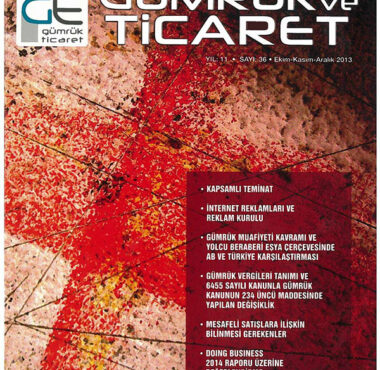 GÜMRÜK ve
TİCARET
GE
gümrük
ticaret
YIL: 11 • SAYI: 36 • Ekim-Kasım-Aralık 2013
• KAPSAMLI TEMİNAT
• İNTERNET REKLAMLARI VE
REKLAM KURULU
• GÜMRÜK MUAFİYETİ KAVRAMI VE
YOLCU BERABERİ EŞYA ÇERÇEVESİNDE
AB VE TÜRKİYE KARŞILAŞTIRMASI
• GÜMRÜK VERGİLERİ TANIMI VE
6455 SAYILI KANUNLA GÜMRÜK
KANUNUN 234 ÜNCÜ MADDESİNDE
YAPILAN DEĞİŞİKLİK
• MESAFELİ SATIŞLARA İLİŞKİN
BİLİNMESİ GEREKENLER
• DOING BUSINESS
2014 RAPORU ÜZERİNE